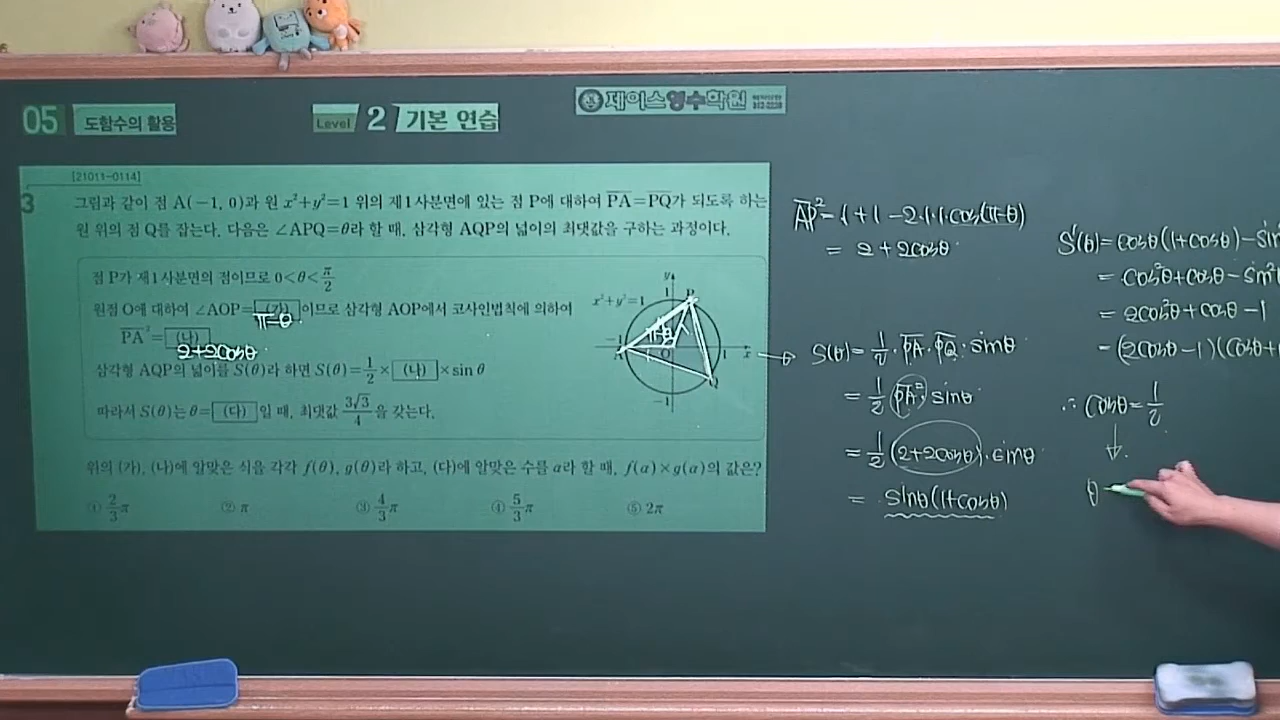 05 도함수의 활용
Level 2 기본 연습
제이스영수학원
[21011-0114]
3 그림과 같이 점 A(−1, 0)과 원 x²+y²=1 위의 제1사분면에 있는 점 P에 대하여 PA=PQ가 되도록 하는
원 위의 점 Q를 잡는다. 다음은 ∠APQ=θ라 할 때, 삼각형 AQP의 넓이의 최댓값을 구하는 과정이다.
점 P가 제1사분면의 점이므로 0<θ<π/2
원점 O에 대하여 ∠AOP= (가) 이므로 삼각형 AOP에서 코사인법칙에 의하여
π-θ
PA²= (나)
2+2cosθ
삼각형 AQP의 넓이를 S(θ)라 하면 S(θ)=1/2× (나) ×sin θ
따라서 S(θ)는 θ= (다) 일 때, 최댓값 3√3/4 을 갖는다.
x²+y²=1
y
1
P
π-θ
−1
A
O
1
x
Q
−1
위의 (가), (나)에 알맞은 식을 각각 f(θ), g(θ)라 하고, (다)에 알맞은 수를 α라 할 때, f(α)×g(α)의 값은?
① 2/3π ② π ③ 4/3π ④ 5/3π ⑤ 2π
AP²=1+1-2·1·1·cos(π-θ)
= 2+2cosθ
S(θ)=1/2·PA·PQ·sinθ
=1/2 PA²·sinθ
=1/2(2+2cosθ)·sinθ
= sinθ(1+cosθ)
S'(θ)=cosθ(1+cosθ)-sin
= cos²θ+cosθ-sin²
= 2cos²θ+cosθ-1
=(2cosθ-1)(cosθ+
∴ cosθ=1/2
↓
θ